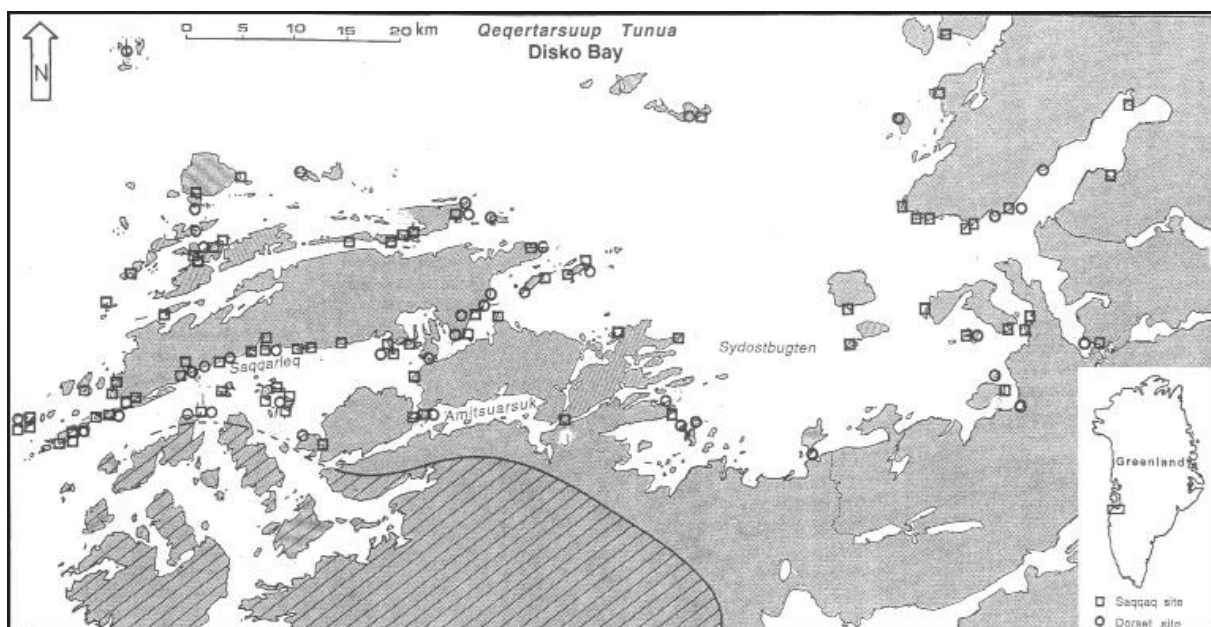 N
0 5 10 15 20 km
Qeqertarsuup Tunua
Disko Bay
Saqqarleq
Sydostbugten
Amitsuarsuk
Greenland
Saqqaq site
Dorset site